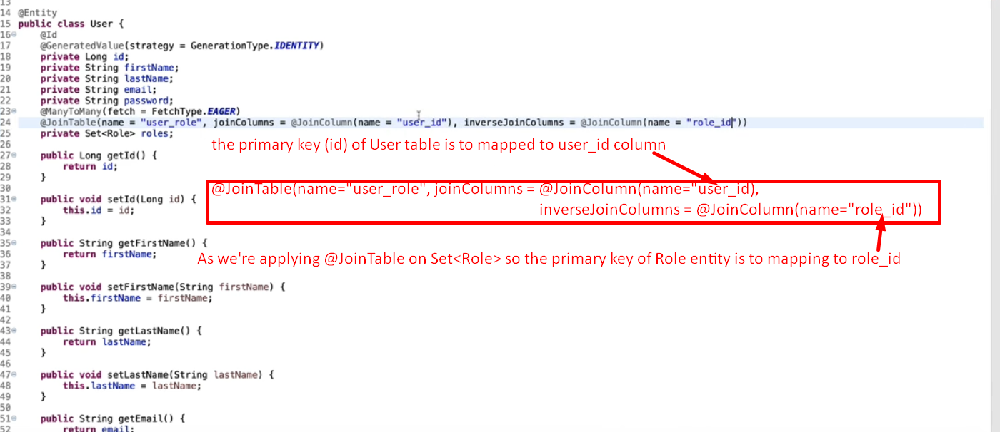 13
14 @Entity
15 public class User {
16 @Id
17 @GeneratedValue(strategy = GenerationType.IDENTITY)
18 private Long id;
19 private String firstName;
20 private String lastName;
21 private String email;
22 private String password;
23 @ManyToMany(fetch = FetchType.EAGER)
24 @JoinTable(name = "user_role", joinColumns = @JoinColumn(name = "user_id"), inverseJoinColumns = @JoinColumn(name = "role_id"))
25 private Set<Role> roles;
26
the primary key (id) of User table is to mapped to user_id column
27 public Long getId() {
28 return id;
29 }
30
@JoinTable(name="user_role", joinColumns = @JoinColumn(name="user_id),
31 public void setId(Long id) {
32 this.id = id;
inverseJoinColumns = @JoinColumn(name="role_id"))
33 }
34
35 public String getFirstName() {
36 return firstName;
As we're applying @JoinTable on Set<Role> so the primary key of Role entity is to mapping to role_id
37 }
38
39 public void setFirstName(String firstName) {
40 this.firstName = firstName;
41 }
42
43 public String getLastName() {
44 return lastName;
45 }
46
47 public void setLastName(String lastName) {
48 this.lastName = lastName;
49 }
50
51 public String getEmail() {
52 return email;